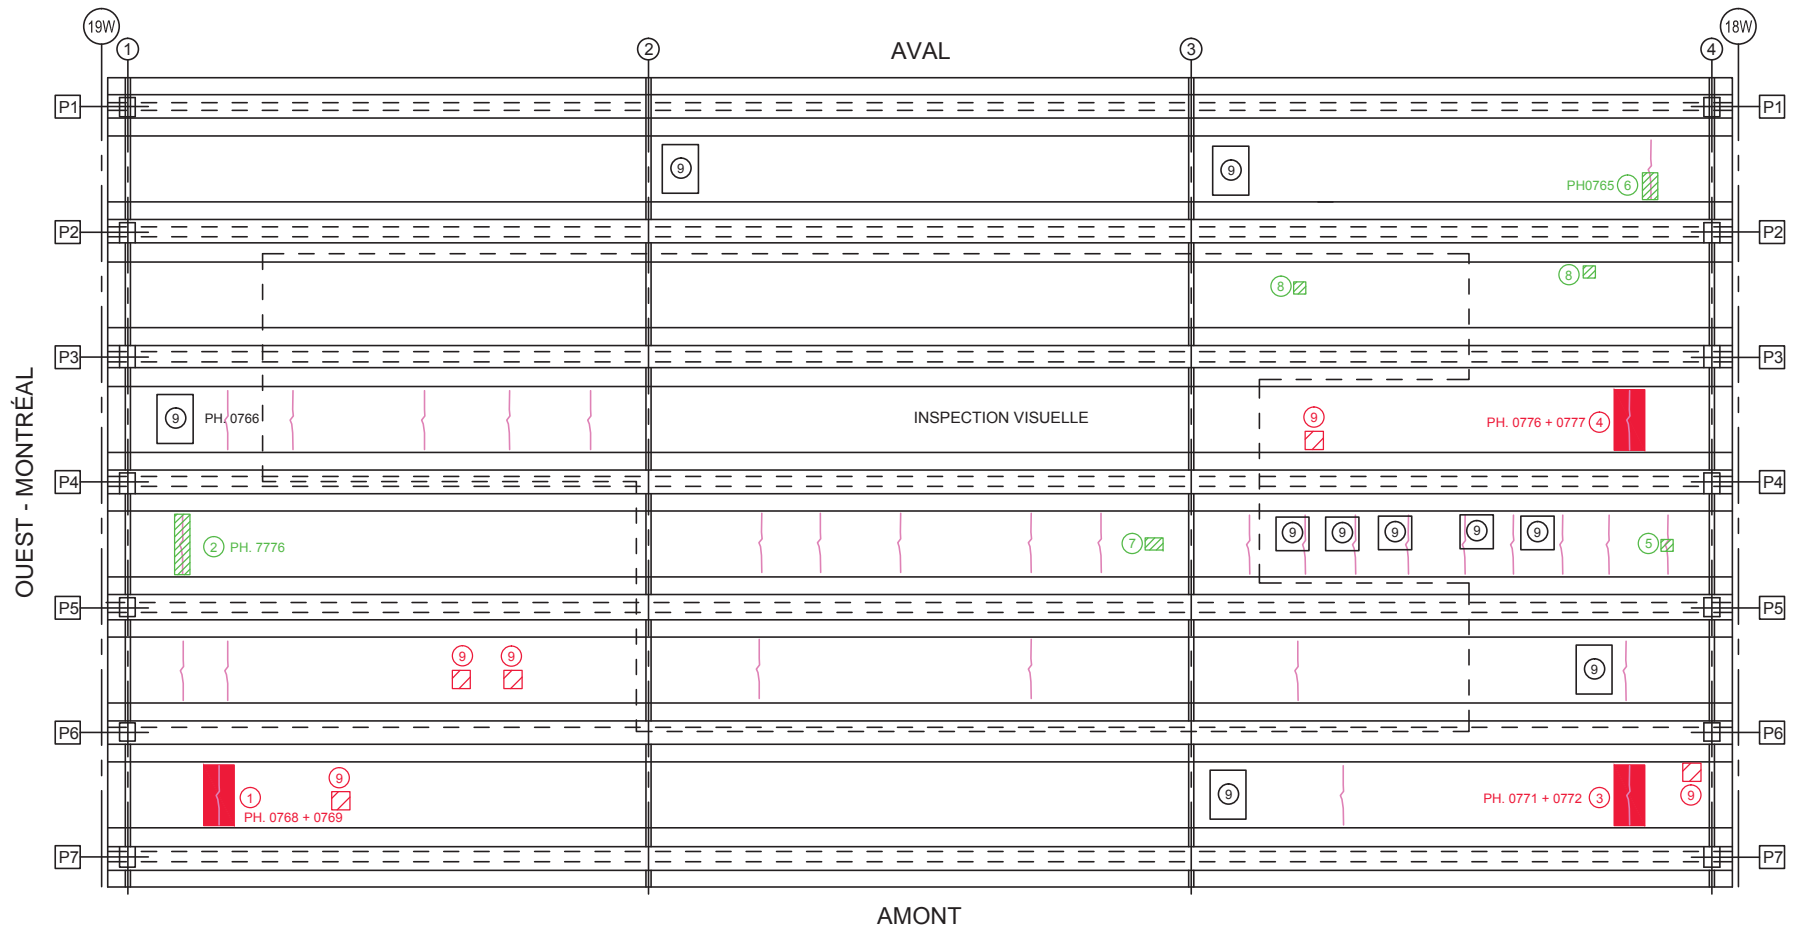 19W
18W
1
2
AVAL
3
4
P1
P1
9
9
PH0765 6
P2
P2
8
8
P3
P3
9 PH. 0766
INSPECTION VISUELLE
9
PH. 0776 + 0777 4
P4
P4
2 PH. 7776
7
9
9
9
9
9
5
OUEST - MONTRÉAL
P5
P5
9
9
9
P6
P6
1
PH. 0768 + 0769
9
9
PH. 0771 + 0772 3
9
P7
P7
AMONT